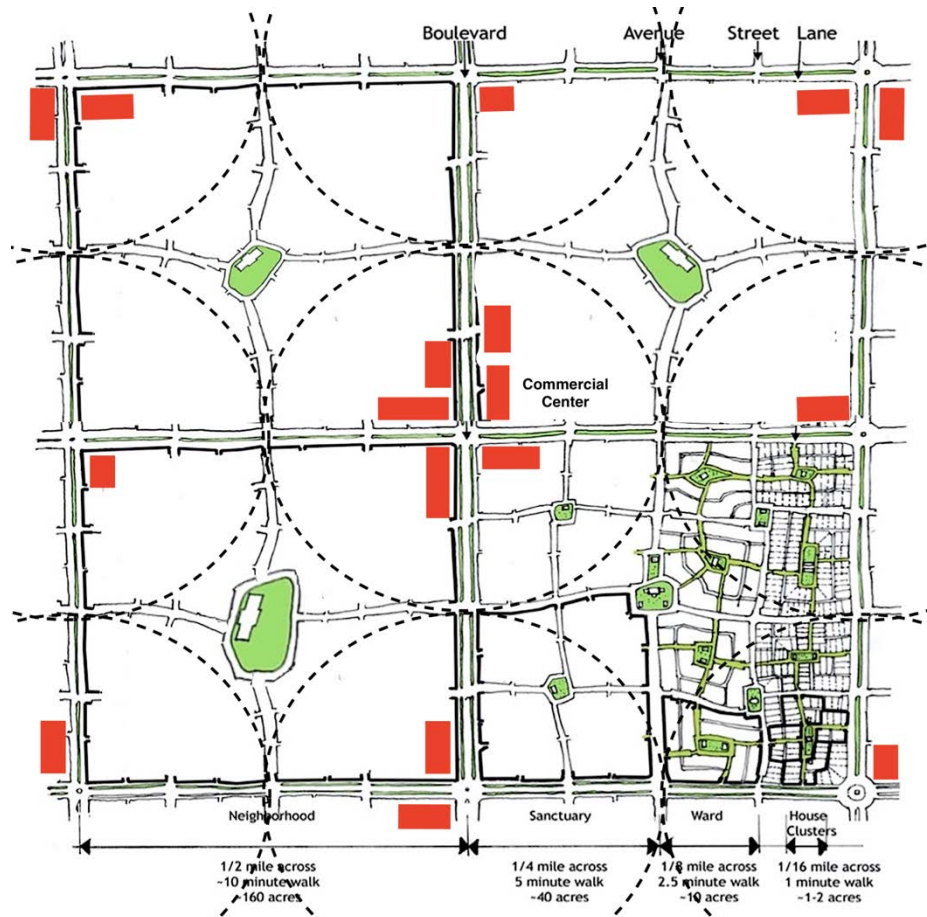 Boulevard
Avenue
Street
Lane
Commercial
Center
Neighborhood
Sanctuary
Ward
House
Clusters
1/2 mile across
~10 minute walk
~160 acres
1/4 mile across
5 minute walk
~40 acres
1/8 mile across
2.5 minute walk
~10 acres
1/16 mile across
1 minute walk
~1-2 acres